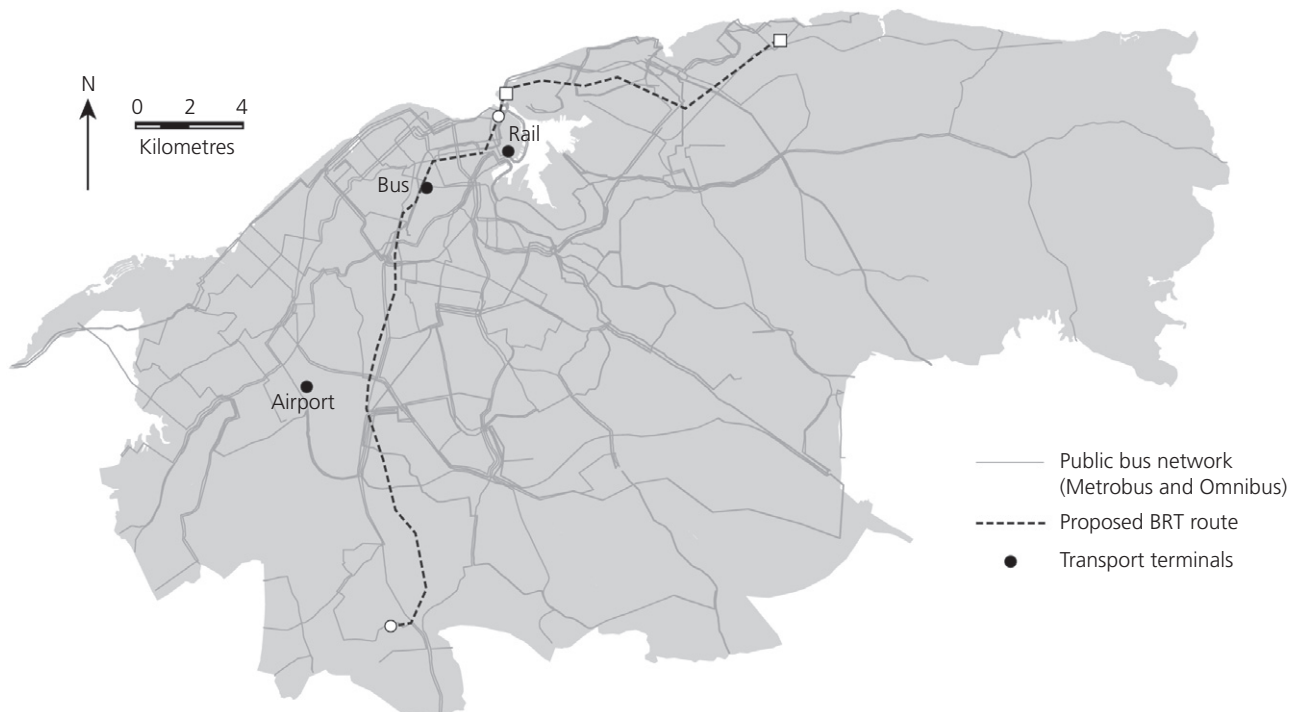 N
0 2 4
Kilometres
Rail
Bus
Airport
Public bus network
(Metrobus and Omnibus)
Proposed BRT route
Transport terminals